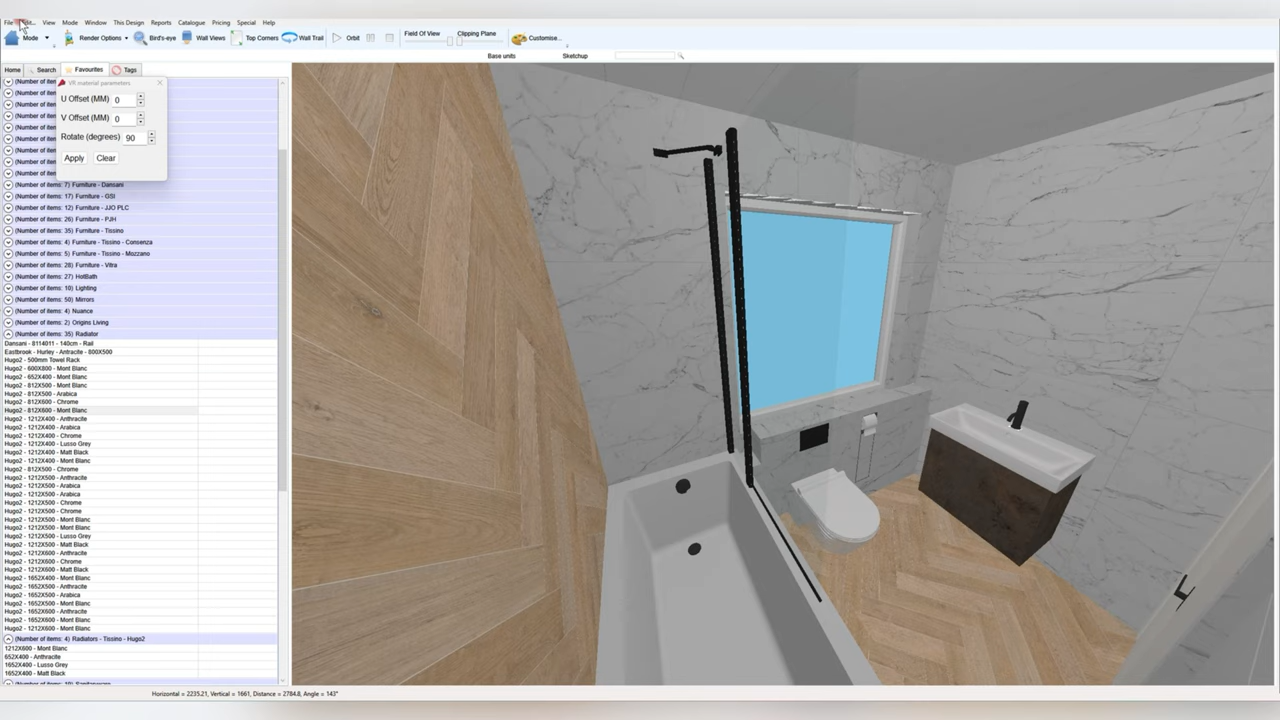 File Edit... View Mode Window This Design Reports Catalogue Pricing Special Help
Mode Render Options Bird's-eye Wall Views Top Corners Wall Trail Orbit Field Of View Clipping Plane Customise...
Base units Sketchup
Home Search Favourites Tags
(Number of item
VR material parameters
U Offset (MM) 0
V Offset (MM) 0
Rotate (degrees) 90
Apply Clear
(Number of items: 7) Furniture - Dansani
(Number of items: 17) Furniture - GSI
(Number of items: 12) Furniture - JJO PLC
(Number of items: 26) Furniture - PJH
(Number of items: 35) Furniture - Tissino
(Number of items: 4) Furniture - Tissino - Consenza
(Number of items: 5) Furniture - Tissino - Mozzano
(Number of items: 28) Furniture - Vitra
(Number of items: 27) HotBath
(Number of items: 10) Lighting
(Number of items: 50) Mirrors
(Number of items: 4) Nuance
(Number of items: 2) Origins Living
(Number of items: 35) Radiator
Dansani - 8114011 - 140cm - Rail
Eastbrook - Hurley - Antracite - 800X500
Hugo2 - 500mm Towel Rack
Hugo2 - 600X800 - Mont Blanc
Hugo2 - 652X400 - Mont Blanc
Hugo2 - 812X500 - Mont Blanc
Hugo2 - 812X500 - Arabica
Hugo2 - 812X600 - Chrome
Hugo2 - 812X600 - Mont Blanc
Hugo2 - 1212X400 - Anthracite
Hugo2 - 1212X400 - Arabica
Hugo2 - 1212X400 - Chrome
Hugo2 - 1212X400 - Lusso Grey
Hugo2 - 1212X400 - Matt Black
Hugo2 - 1212X400 - Mont Blanc
Hugo2 - 812X500 - Chrome
Hugo2 - 1212X500 - Anthracite
Hugo2 - 1212X500 - Arabica
Hugo2 - 1212X500 - Arabica
Hugo2 - 1212X500 - Chrome
Hugo2 - 1212X500 - Chrome
Hugo2 - 1212X500 - Mont Blanc
Hugo2 - 1212X500 - Mont Blanc
Hugo2 - 1212X500 - Lusso Grey
Hugo2 - 1212X500 - Matt Black
Hugo2 - 1212X600 - Anthracite
Hugo2 - 1212X600 - Chrome
Hugo2 - 1212X600 - Matt Black
Hugo2 - 1652X400 - Mont Blanc
Hugo2 - 1652X500 - Anthracite
Hugo2 - 1652X500 - Arabica
Hugo2 - 1652X500 - Mont Blanc
Hugo2 - 1652X600 - Anthracite
Hugo2 - 1652X600 - Mont Blanc
Hugo2 - 1212X600 - Mont Blanc
(Number of items: 4) Radiators - Tissino - Hugo2
1212X600 - Mont Blanc
652X400 - Anthracite
1652X400 - Lusso Grey
1652X400 - Matt Black
Horizontal = 2235.21, Vertical = 1661, Distance = 2784.8, Angle = 143°